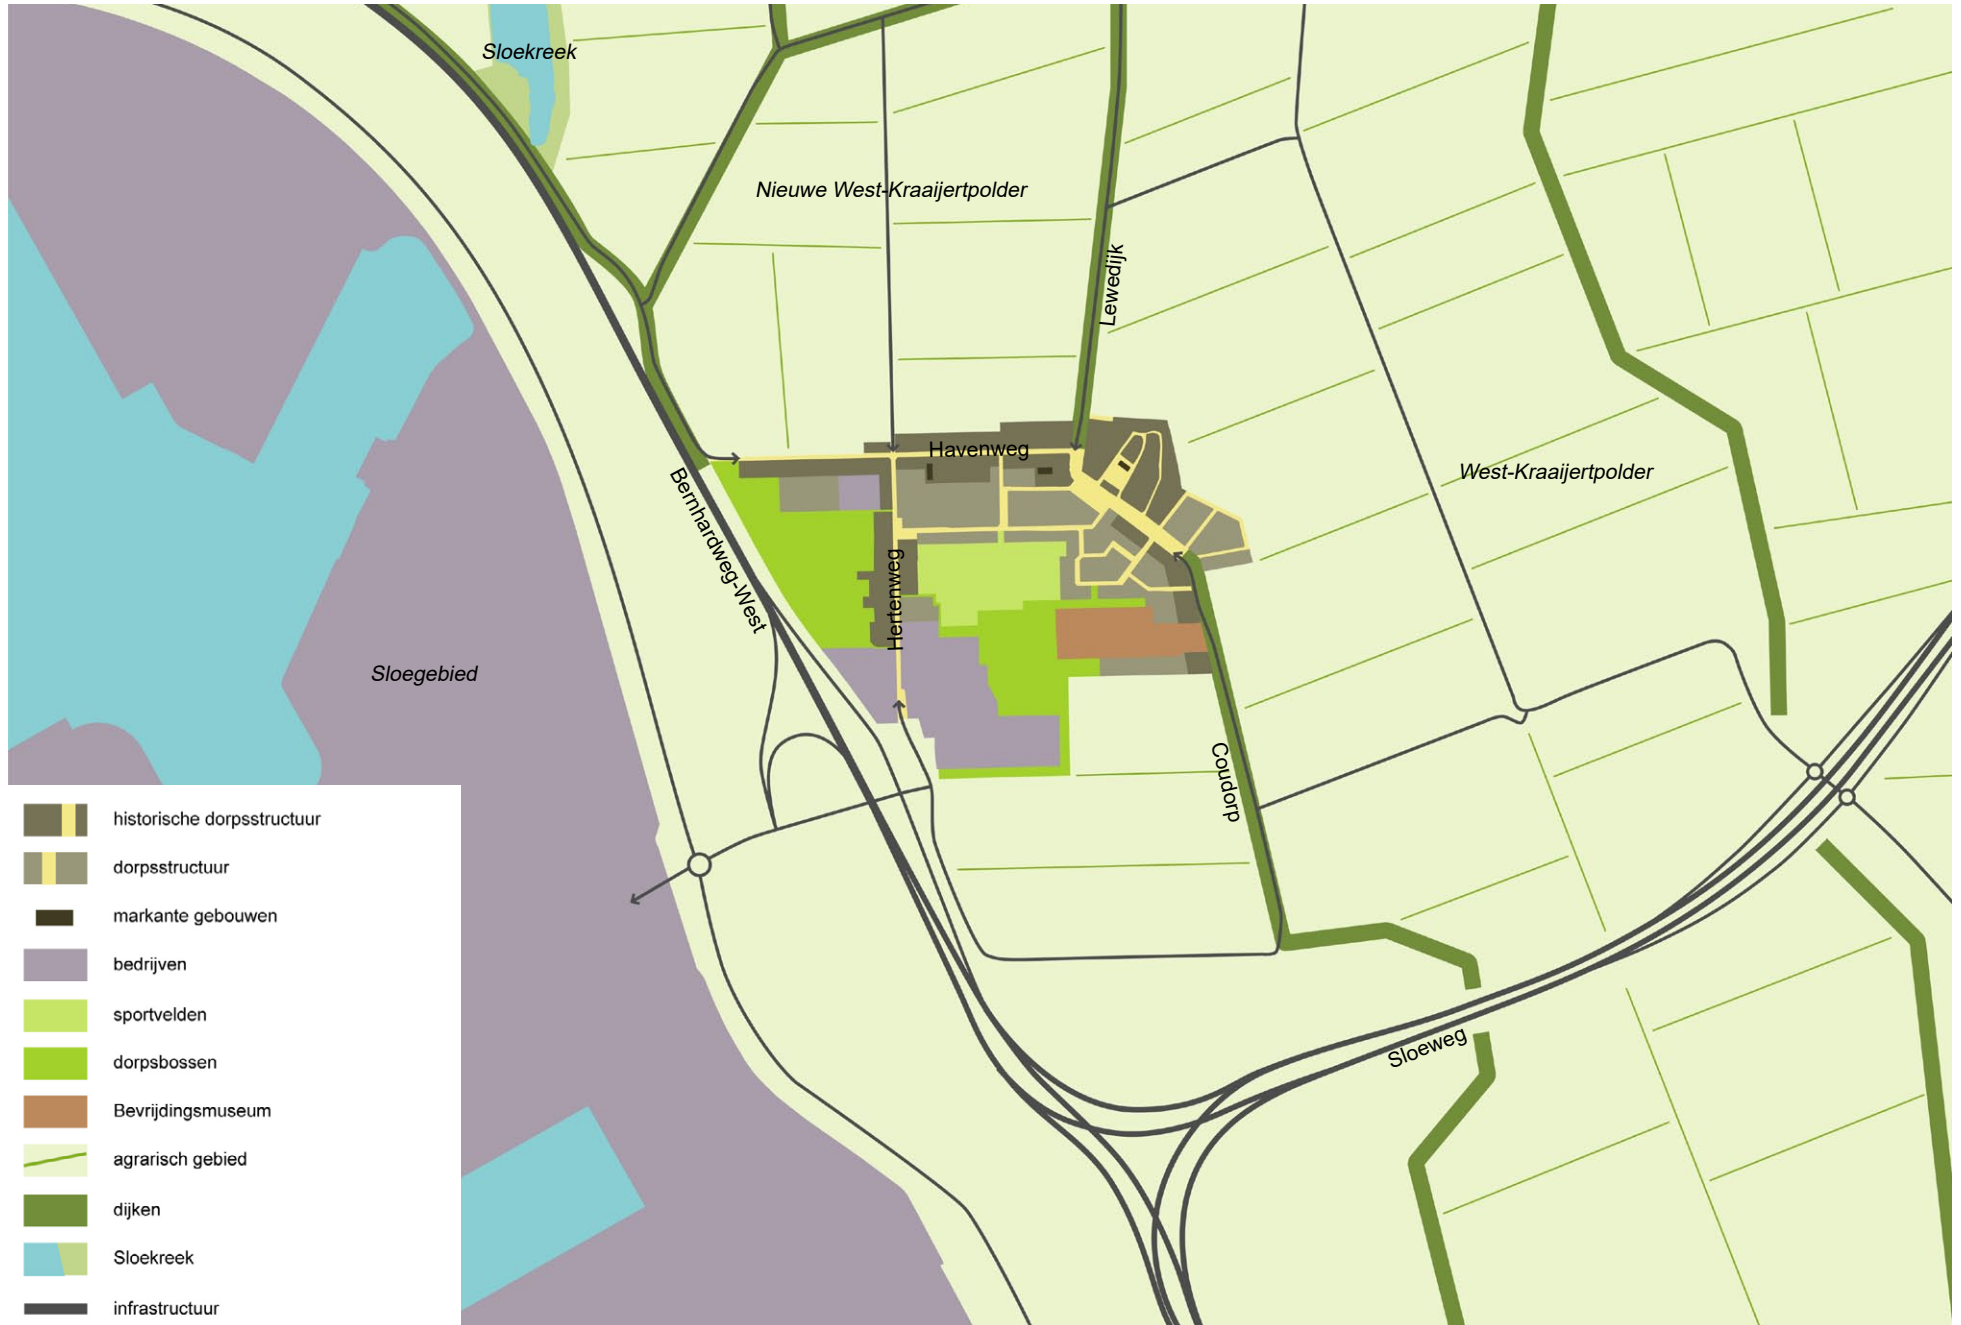 Sloekreek
Nieuwe West-Kraaijertpolder
Lewedijk
Havenweg
West-Kraaijertpolder
Bernhardweg-West
Hertenweg
Sloegebied
Coudorp
Sloeweg
historische dorpsstructuur
dorpsstructuur
markante gebouwen
bedrijven
sportvelden
dorpsbossen
Bevrijdingsmuseum
agrarisch gebied
dijken
Sloekreek
infrastructuur